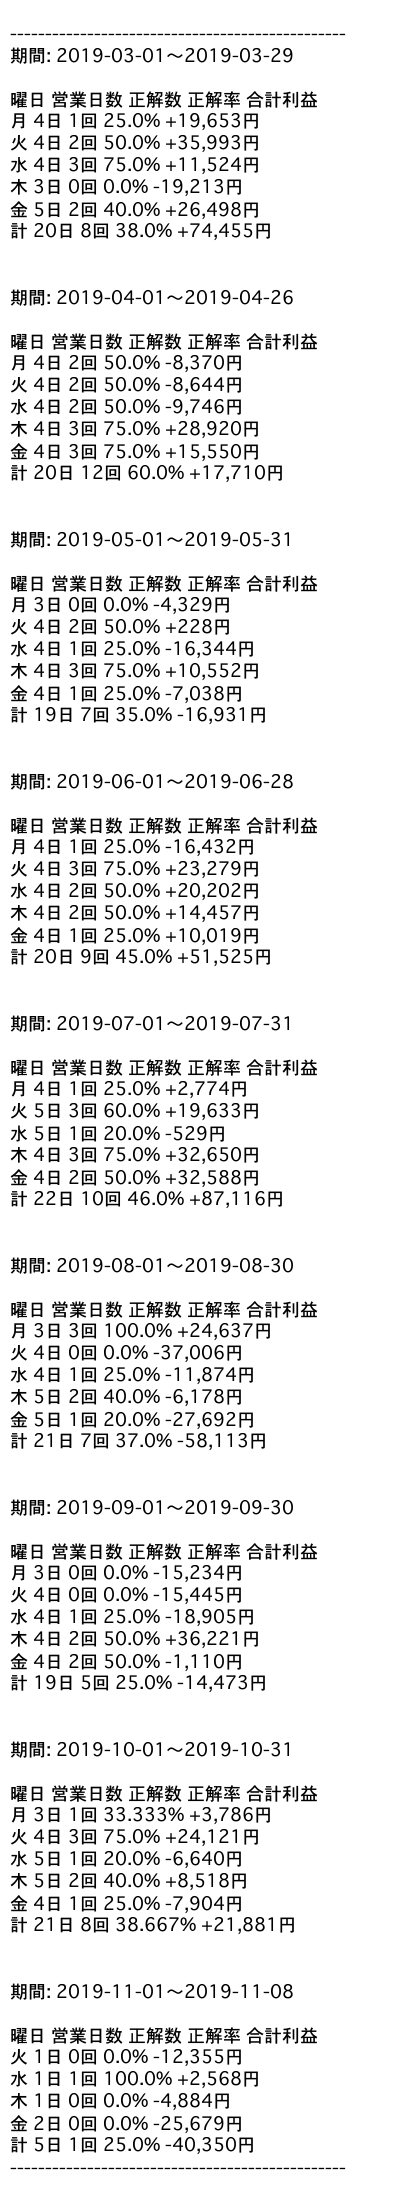 ------------------------------------------------
期間: 2019-03-01〜2019-03-29
曜日 営業日数 正解数 正解率 合計利益
月 4日 1回 25.0% +19,653円
火 4日 2回 50.0% +35,993円
水 4日 3回 75.0% +11,524円
木 3日 0回 0.0% -19,213円
金 5日 2回 40.0% +26,498円
計 20日 8回 38.0% +74,455円
期間: 2019-04-01〜2019-04-26
曜日 営業日数 正解数 正解率 合計利益
月 4日 2回 50.0% -8,370円
火 4日 2回 50.0% -8,644円
水 4日 2回 50.0% -9,746円
木 4日 3回 75.0% +28,920円
金 4日 3回 75.0% +15,550円
計 20日 12回 60.0% +17,710円
期間: 2019-05-01〜2019-05-31
曜日 営業日数 正解数 正解率 合計利益
月 3日 0回 0.0% -4,329円
火 4日 2回 50.0% +228円
水 4日 1回 25.0% -16,344円
木 4日 3回 75.0% +10,552円
金 4日 1回 25.0% -7,038円
計 19日 7回 35.0% -16,931円
期間: 2019-06-01〜2019-06-28
曜日 営業日数 正解数 正解率 合計利益
月 4日 1回 25.0% -16,432円
火 4日 3回 75.0% +23,279円
水 4日 2回 50.0% +20,202円
木 4日 2回 50.0% +14,457円
金 4日 1回 25.0% +10,019円
計 20日 9回 45.0% +51,525円
期間: 2019-07-01〜2019-07-31
曜日 営業日数 正解数 正解率 合計利益
月 4日 1回 25.0% +2,774円
火 5日 3回 60.0% +19,633円
水 5日 1回 20.0% -529円
木 4日 3回 75.0% +32,650円
金 4日 2回 50.0% +32,588円
計 22日 10回 46.0% +87,116円
期間: 2019-08-01〜2019-08-30
曜日 営業日数 正解数 正解率 合計利益
月 3日 3回 100.0% +24,637円
火 4日 0回 0.0% -37,006円
水 4日 1回 25.0% -11,874円
木 5日 2回 40.0% -6,178円
金 5日 1回 20.0% -27,692円
計 21日 7回 37.0% -58,113円
期間: 2019-09-01〜2019-09-30
曜日 営業日数 正解数 正解率 合計利益
月 3日 0回 0.0% -15,234円
火 4日 0回 0.0% -15,445円
水 4日 1回 25.0% -18,905円
木 4日 2回 50.0% +36,221円
金 4日 2回 50.0% -1,110円
計 19日 5回 25.0% -14,473円
期間: 2019-10-01〜2019-10-31
曜日 営業日数 正解数 正解率 合計利益
月 3日 1回 33.333% +3,786円
火 4日 3回 75.0% +24,121円
水 5日 1回 20.0% -6,640円
木 5日 2回 40.0% +8,518円
金 4日 1回 25.0% -7,904円
計 21日 8回 38.667% +21,881円
期間: 2019-11-01〜2019-11-08
曜日 営業日数 正解数 正解率 合計利益
火 1日 0回 0.0% -12,355円
水 1日 1回 100.0% +2,568円
木 1日 0回 0.0% -4,884円
金 2日 0回 0.0% -25,679円
計 5日 1回 25.0% -40,350円
------------------------------------------------